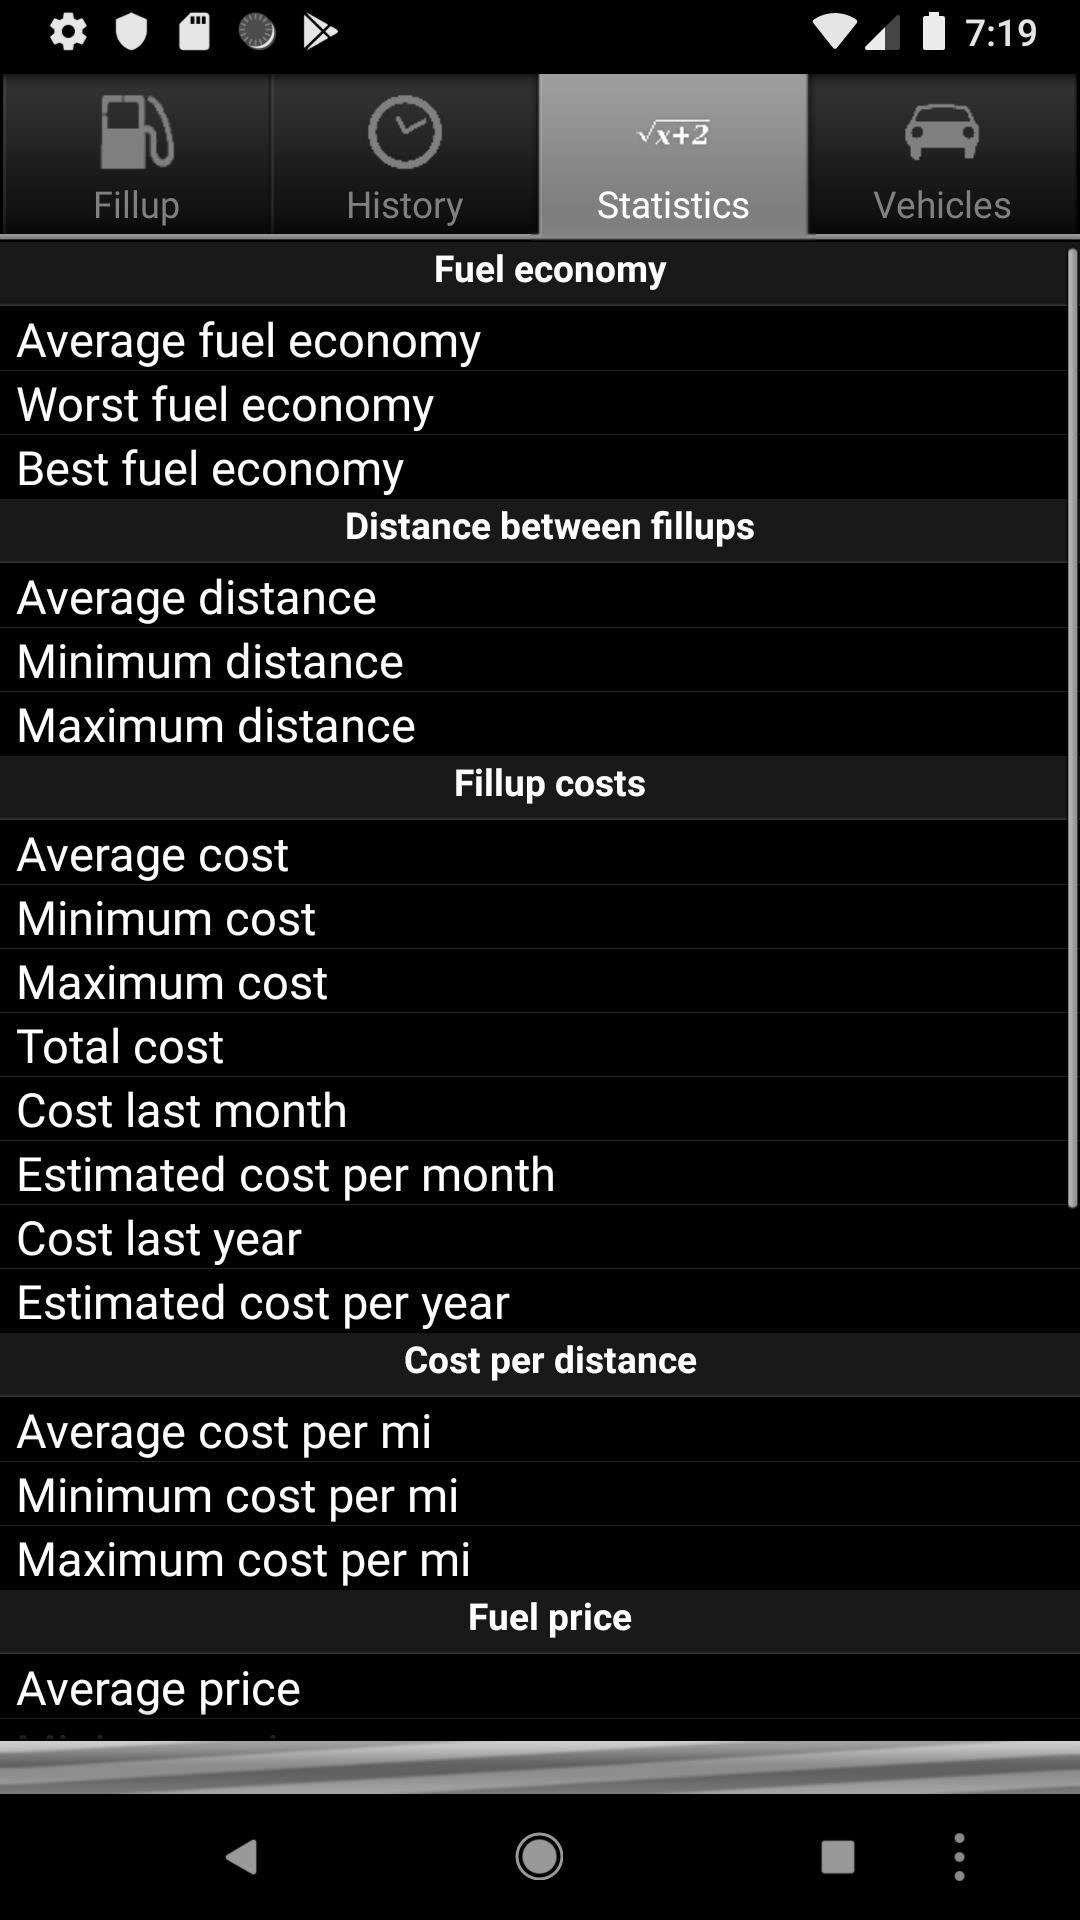 7:19
Fillup
History
√x+2
Statistics
Vehicles
Fuel economy
Average fuel economy
Worst fuel economy
Best fuel economy
Distance between fillups
Average distance
Minimum distance
Maximum distance
Fillup costs
Average cost
Minimum cost
Maximum cost
Total cost
Cost last month
Estimated cost per month
Cost last year
Estimated cost per year
Cost per distance
Average cost per mi
Minimum cost per mi
Maximum cost per mi
Fuel price
Average price